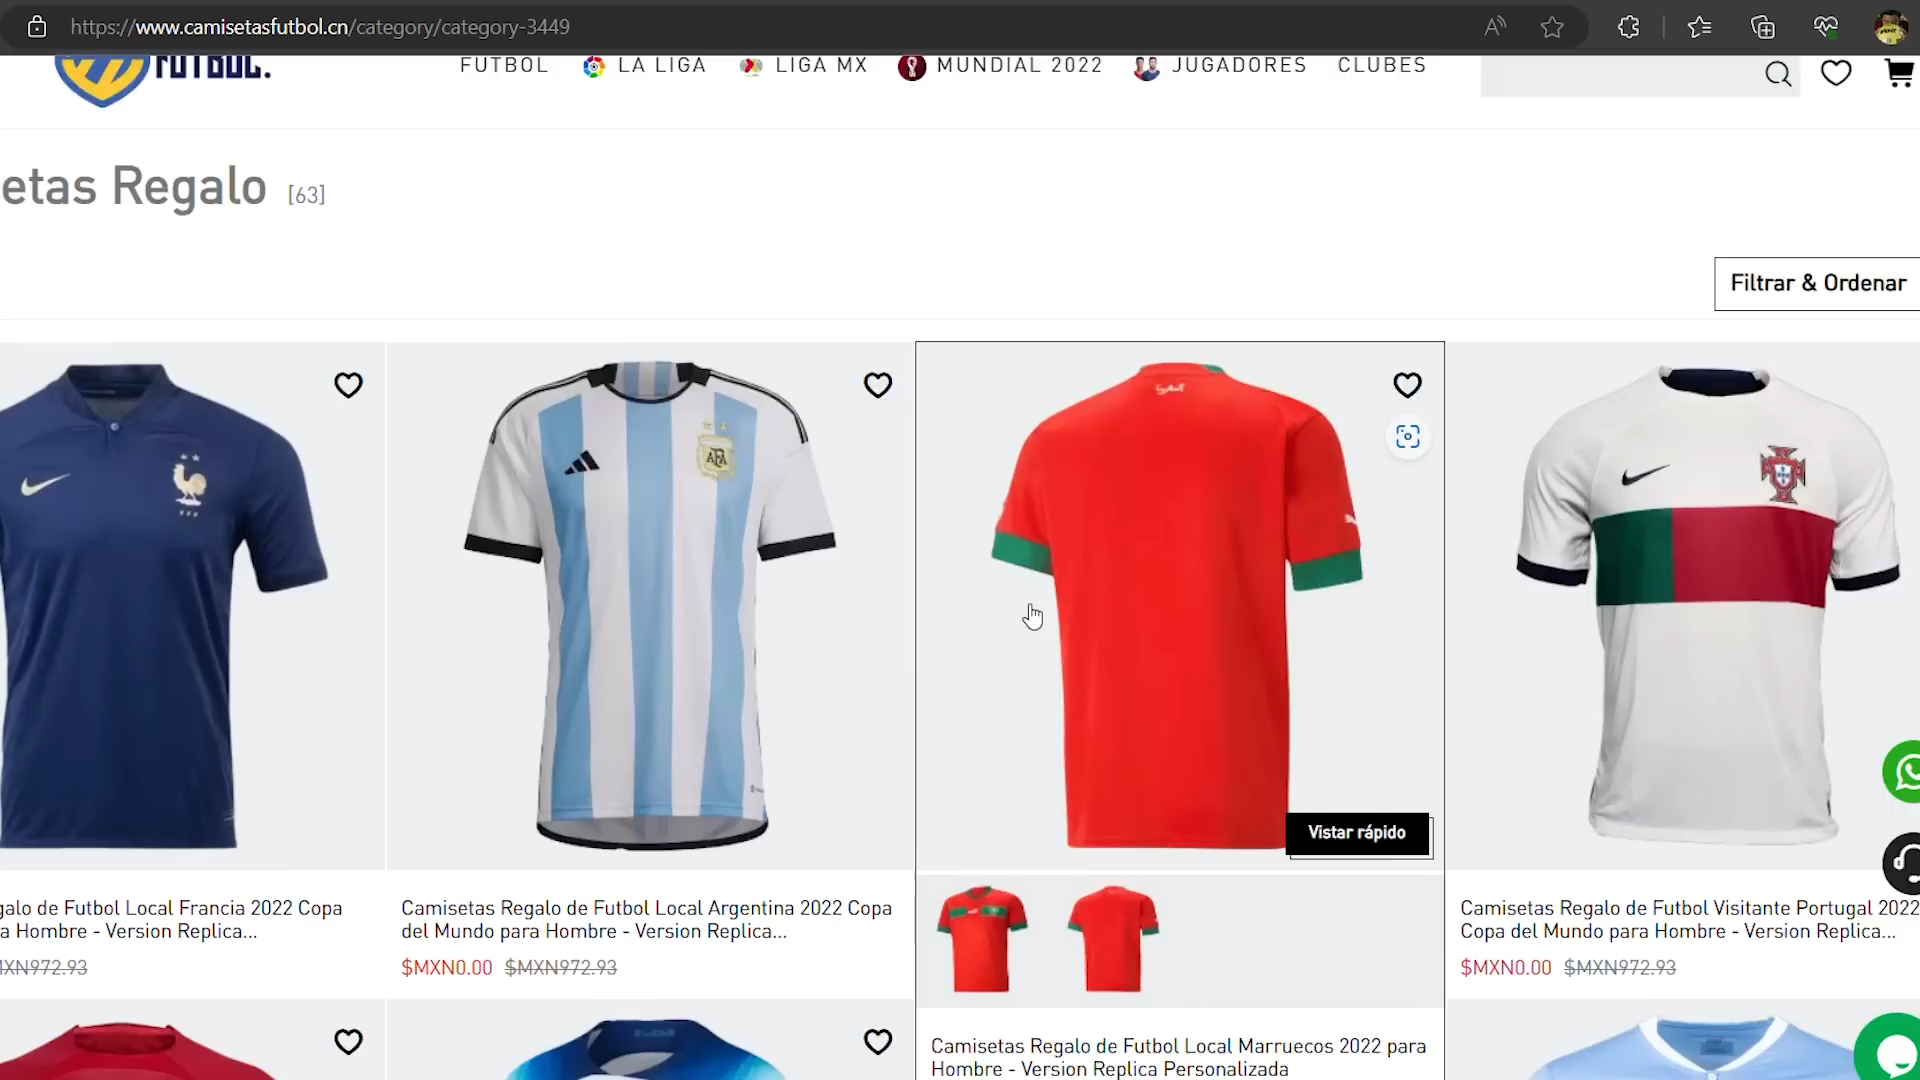 https://www.camisetasfutbol.cn/category/category-3449
FUTBOL.
FUTBOL
LA LIGA
LIGA MX
MUNDIAL 2022
JUGADORES
CLUBES
etas Regalo [63]
Filtrar & Ordenar
AFA
Vistar rápido
galo de Futbol Local Francia 2022 Copa
a Hombre - Version Replica...
MXN972.93
Camisetas Regalo de Futbol Local Argentina 2022 Copa
del Mundo para Hombre - Version Replica...
$MXN0.00 $MXN972.93
Camisetas Regalo de Futbol Local Marruecos 2022 para
Hombre - Version Replica Personalizada
Camisetas Regalo de Futbol Visitante Portugal 2022
Copa del Mundo para Hombre - Version Replica...
$MXN0.00 $MXN972.93